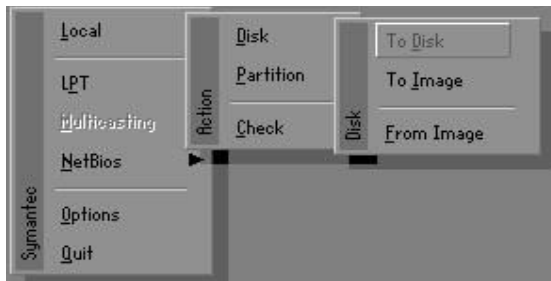 Local
LPT
Multicasting
NetBios
Options
Quit
Symantec
Disk
Partition
Check
Action
To Disk
To Image
From Image
Disk